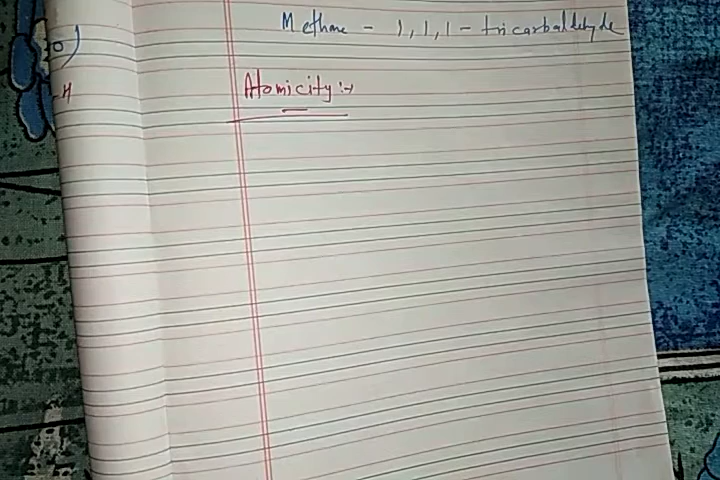 Methane - 1,1,1 - tricarbaldehyde
H
Atomicity :→